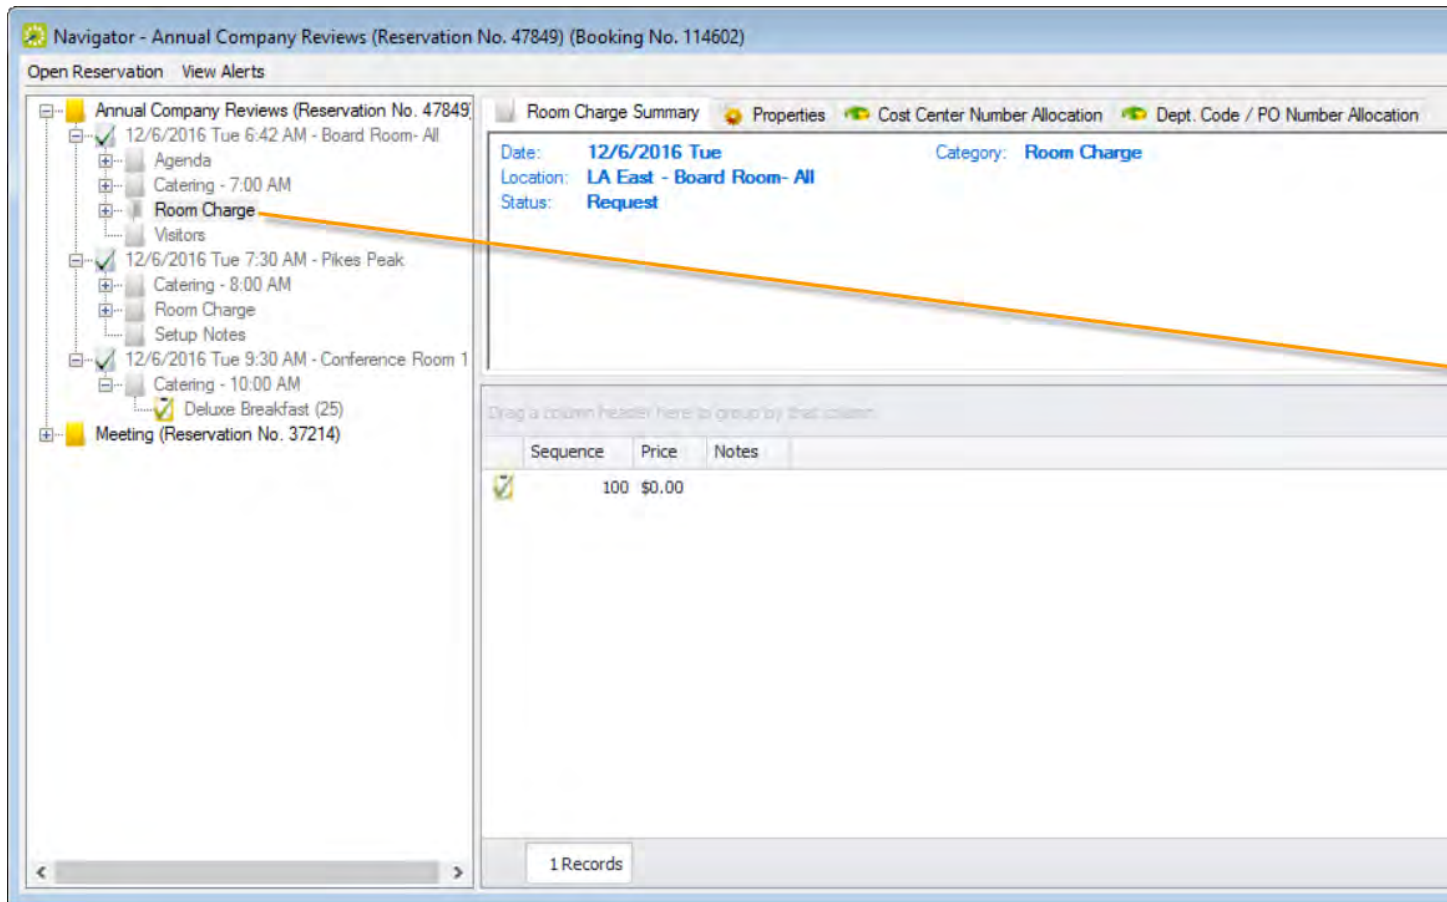 Navigator - Annual Company Reviews (Reservation No. 47849) (Booking No. 114602)
Open Reservation View Alerts
Annual Company Reviews (Reservation No. 47849)
12/6/2016 Tue 6:42 AM - Board Room- All
Agenda
Catering - 7:00 AM
Room Charge
Visitors
12/6/2016 Tue 7:30 AM - Pikes Peak
Catering - 8:00 AM
Room Charge
Setup Notes
12/6/2016 Tue 9:30 AM - Conference Room 1
Catering - 10:00 AM
Deluxe Breakfast (25)
Meeting (Reservation No. 37214)
Room Charge Summary Properties Cost Center Number Allocation Dept. Code / PO Number Allocation
Date: 12/6/2016 Tue Category: Room Charge
Location: LA East - Board Room- All
Status: Request
Drag a column header here to group by that column
Sequence Price Notes
100 $0.00
1 Records